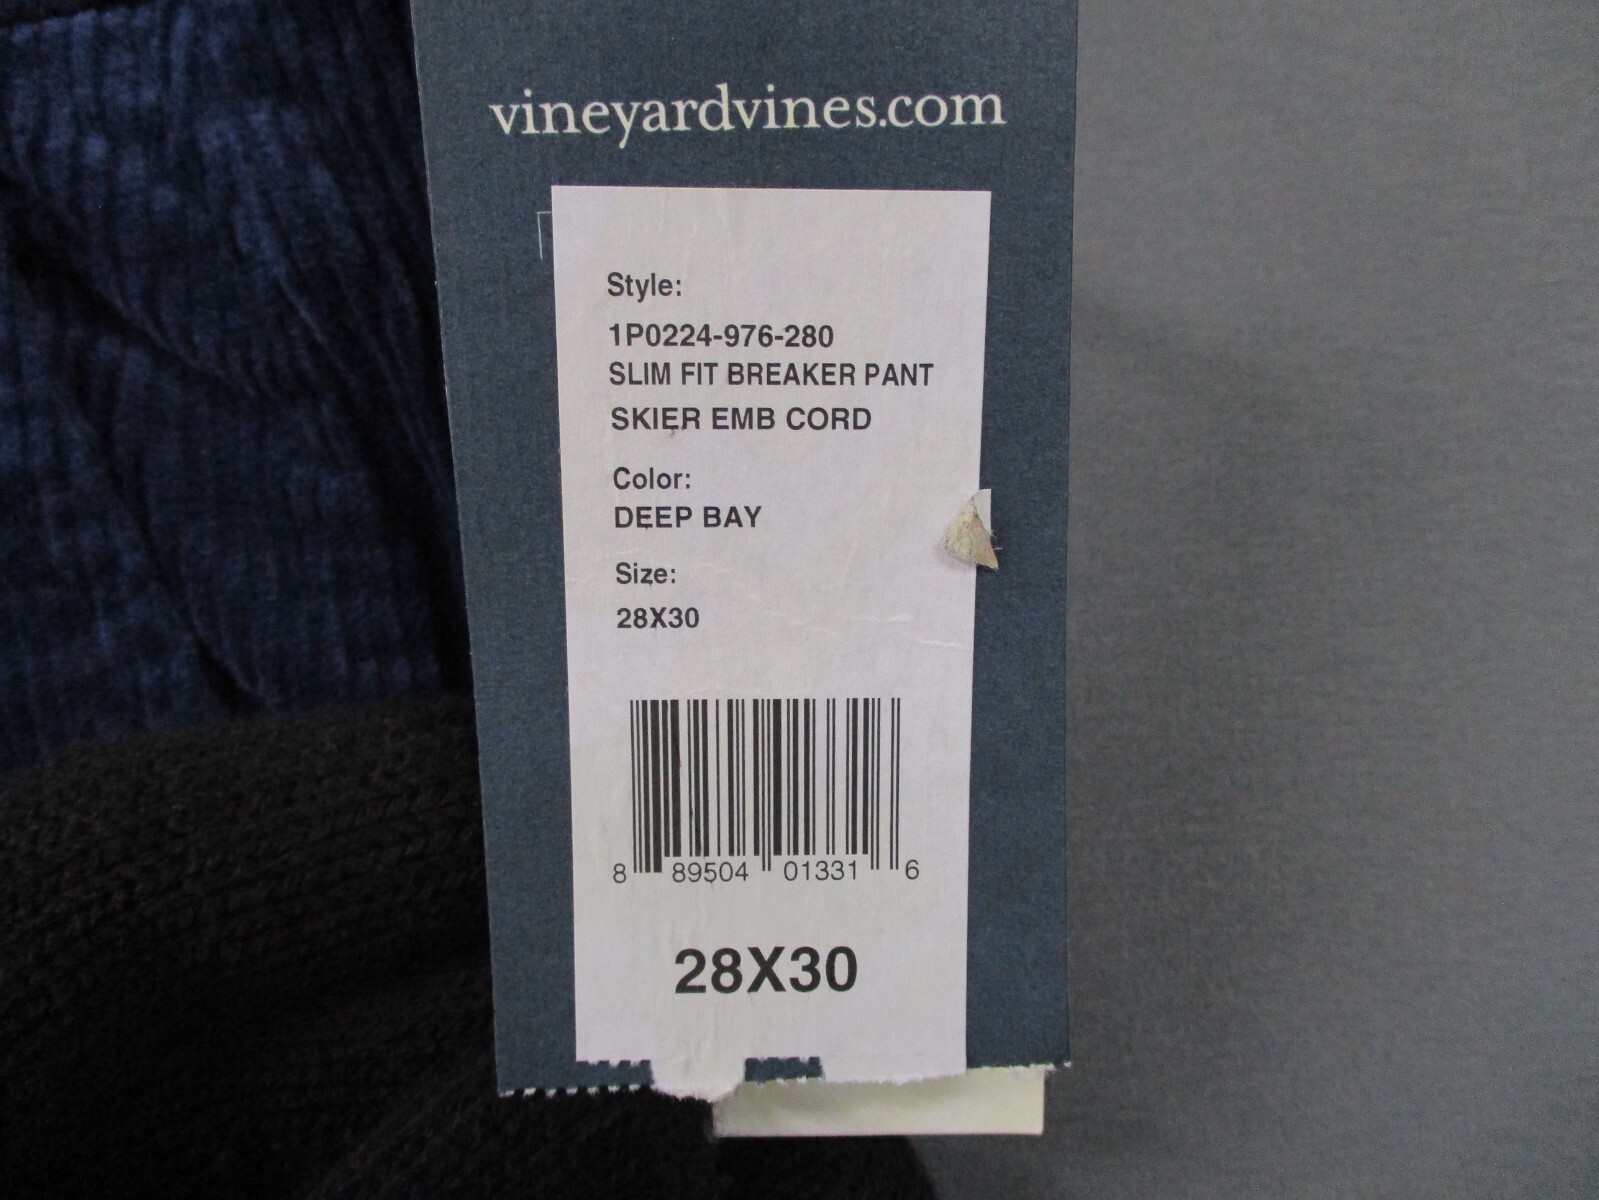 vineyardvines.com
Style:
1P0224-976-280
SLIM FIT BREAKER PANT
SKIER EMB CORD
Color:
DEEP BAY
Size:
28X30
8 89504 01331 6
28X30